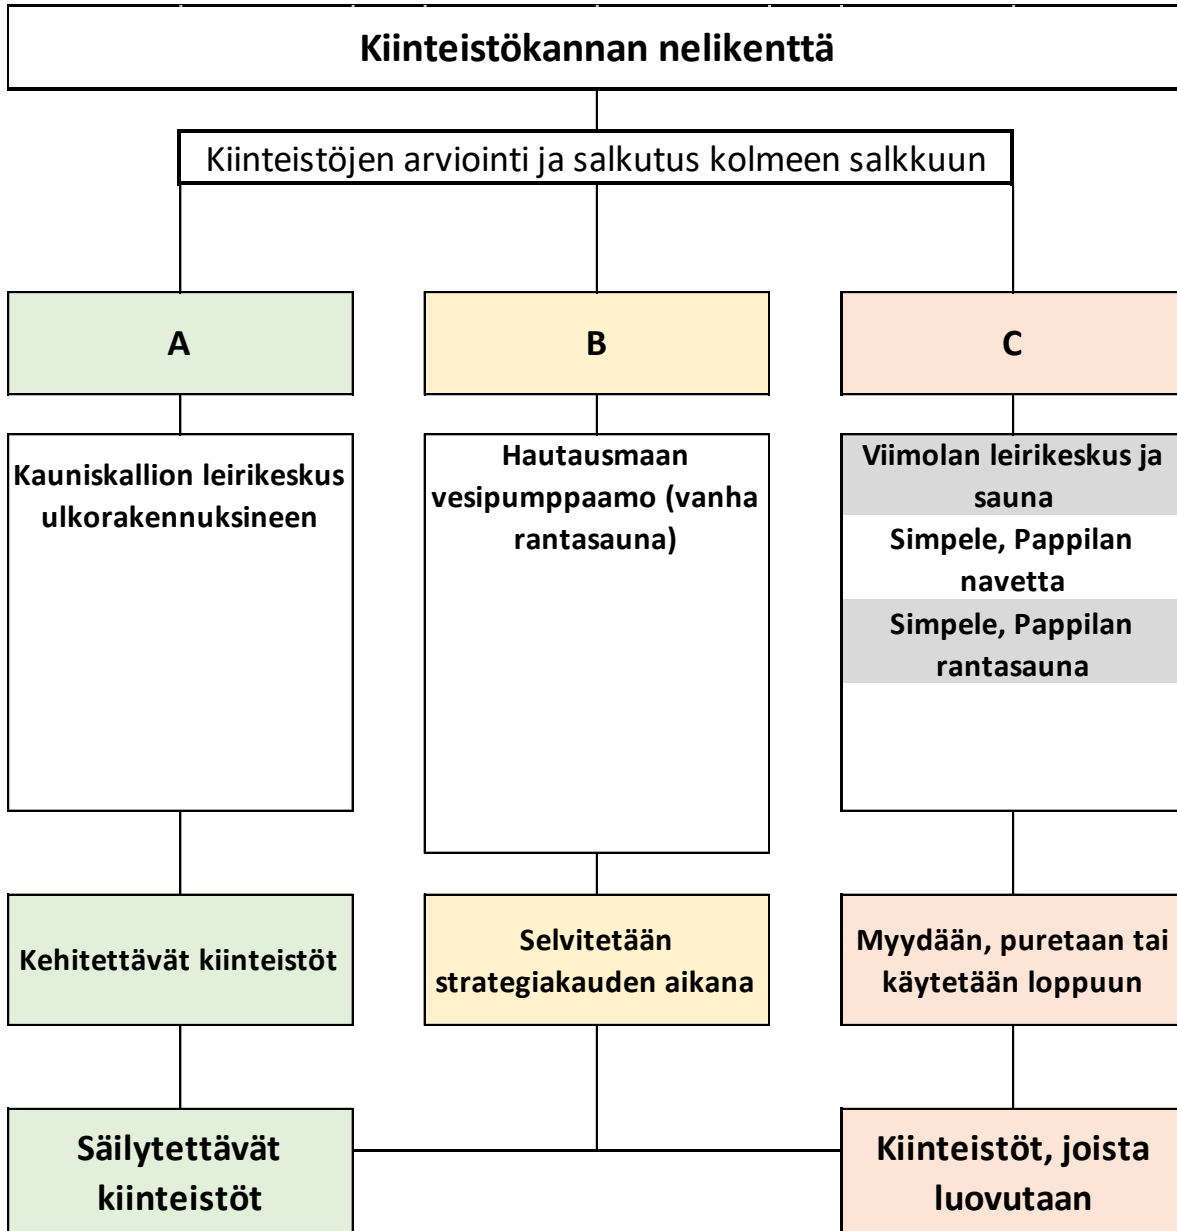 Kiinteistökannan nelikenttä
Kiinteistöjen arviointi ja salkutus kolmeen salkkuun
A
B
C
Kauniskallion leirikeskus
ulkorakennuksineen
Hautausmaan
vesipumppaamo (vanha
rantasauna)
Viimolan leirikeskus ja
sauna
Simpele, Pappilan
navetta
Simpele, Pappilan
rantasauna
Kehitettävät kiinteistöt
Selvitetään
strategiakauden aikana
Myydään, puretaan tai
käytetään loppuun
Säilytettävät
kiinteistöt
Kiinteistöt, joista
luovutaan